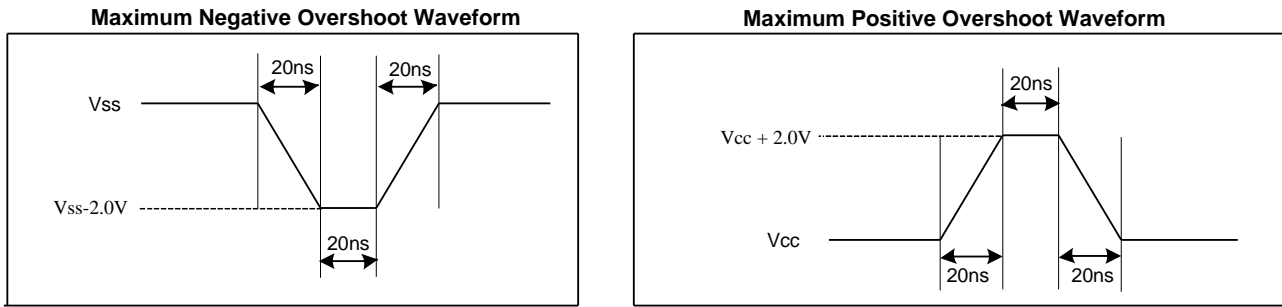 Maximum Negative Overshoot Waveform
20ns
20ns
Vss
Vss-2.0V
20ns
Maximum Positive Overshoot Waveform
20ns
Vcc + 2.0V
Vcc
20ns
20ns